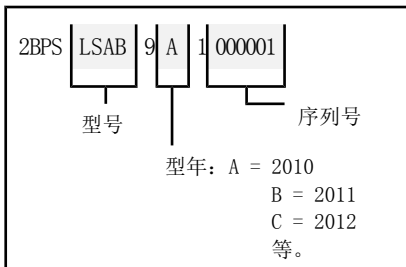 2BPS LSAB 9 A 1 000001
序列号
型号
型年: A = 2010
B = 2011
C = 2012
等。